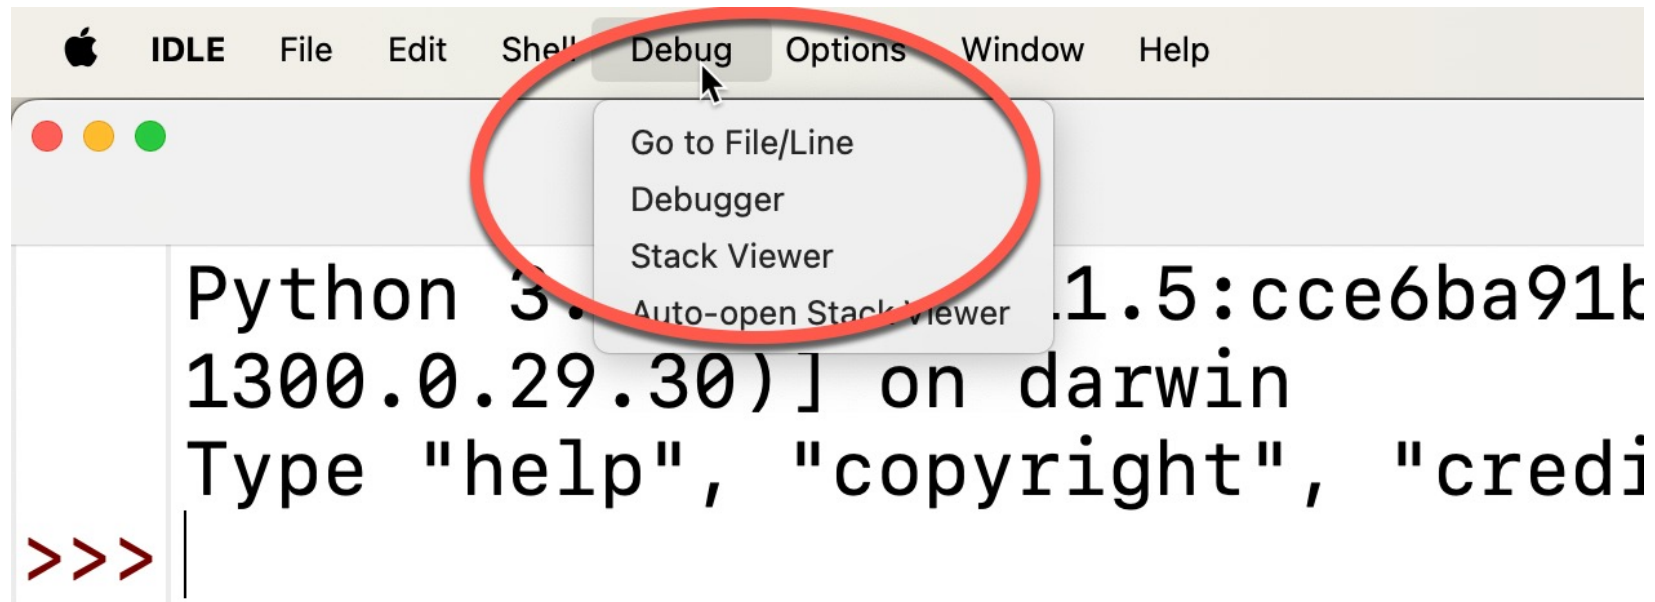 IDLE File Edit Shell Debug Options Window Help
Go to File/Line
Debugger
Stack Viewer
Auto-open Stack Viewer
Python 3. 1.5:cce6ba91b
1300.0.29.30)] on darwin
Type "help", "copyright", "credi
>>>